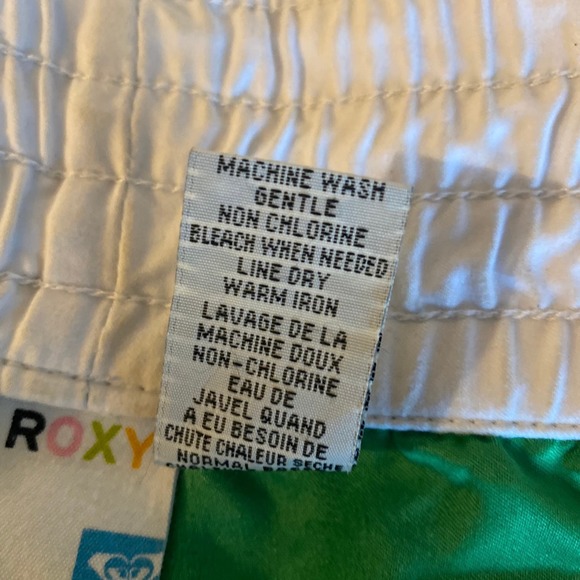 MACHINE WASH
GENTLE
NON CHLORINE
BLEACH WHEN NEEDED
LINE DRY
WARM IRON
LAVAGE DE LA
MACHINE DOUX
NON-CHLORINE
EAU DE
JAVEL QUAND
A EU BESOIN DE
CHUTE CHALEUR SECHE
NORMAL
ROXY